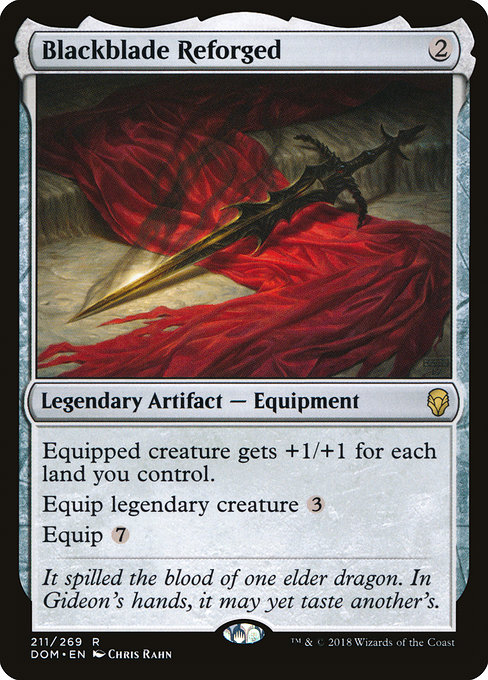 Blackblade Reforged 2
Legendary Artifact — Equipment
Equipped creature gets +1/+1 for each
land you control.
Equip legendary creature 3
Equip 7
It spilled the blood of one elder dragon. In
Gideon's hands, it may yet taste another's.
211/269 R
DOM • EN Chris Rahn
™ & © 2018 Wizards of the Coast